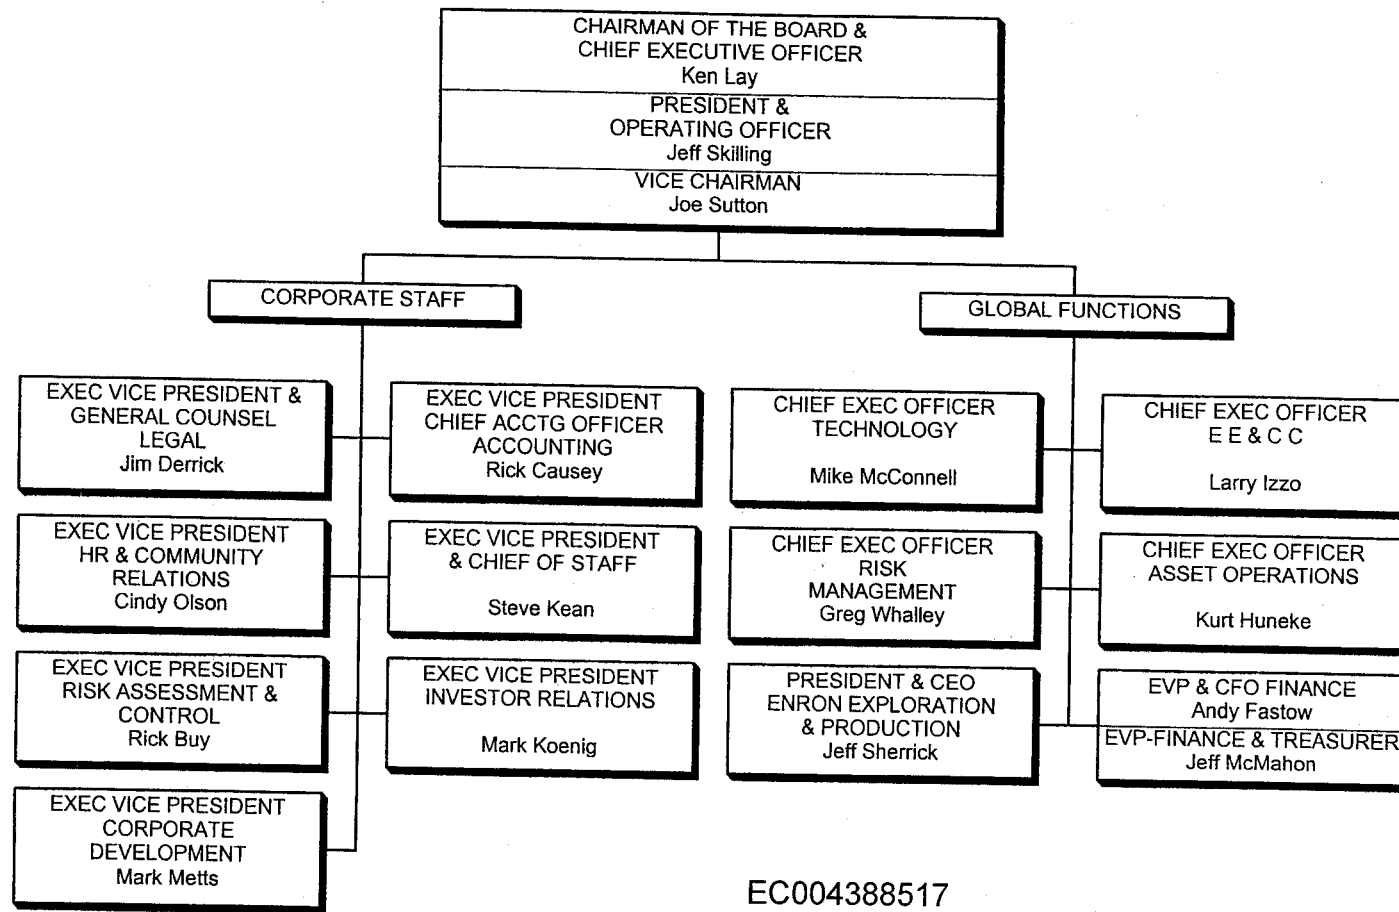 CHAIRMAN OF THE BOARD &
CHIEF EXECUTIVE OFFICER
Ken Lay
PRESIDENT &
OPERATING OFFICER
Jeff Skilling
VICE CHAIRMAN
Joe Sutton
CORPORATE STAFF
GLOBAL FUNCTIONS
EXEC VICE PRESIDENT &
GENERAL COUNSEL
LEGAL
Jim Derrick
EXEC VICE PRESIDENT
CHIEF ACCTG OFFICER
ACCOUNTING
Rick Causey
CHIEF EXEC OFFICER
TECHNOLOGY
Mike McConnell
CHIEF EXEC OFFICER
E E & C C
Larry Izzo
EXEC VICE PRESIDENT
HR & COMMUNITY
RELATIONS
Cindy Olson
EXEC VICE PRESIDENT
& CHIEF OF STAFF
Steve Kean
CHIEF EXEC OFFICER
RISK
MANAGEMENT
Greg Whalley
CHIEF EXEC OFFICER
ASSET OPERATIONS
Kurt Huneke
EXEC VICE PRESIDENT
RISK ASSESSMENT &
CONTROL
Rick Buy
EXEC VICE PRESIDENT
INVESTOR RELATIONS
Mark Koenig
PRESIDENT & CEO
ENRON EXPLORATION
& PRODUCTION
Jeff Sherrick
EVP & CFO FINANCE
Andy Fastow
EVP-FINANCE & TREASURER
Jeff McMahon
EXEC VICE PRESIDENT
CORPORATE
DEVELOPMENT
Mark Metts
EC004388517